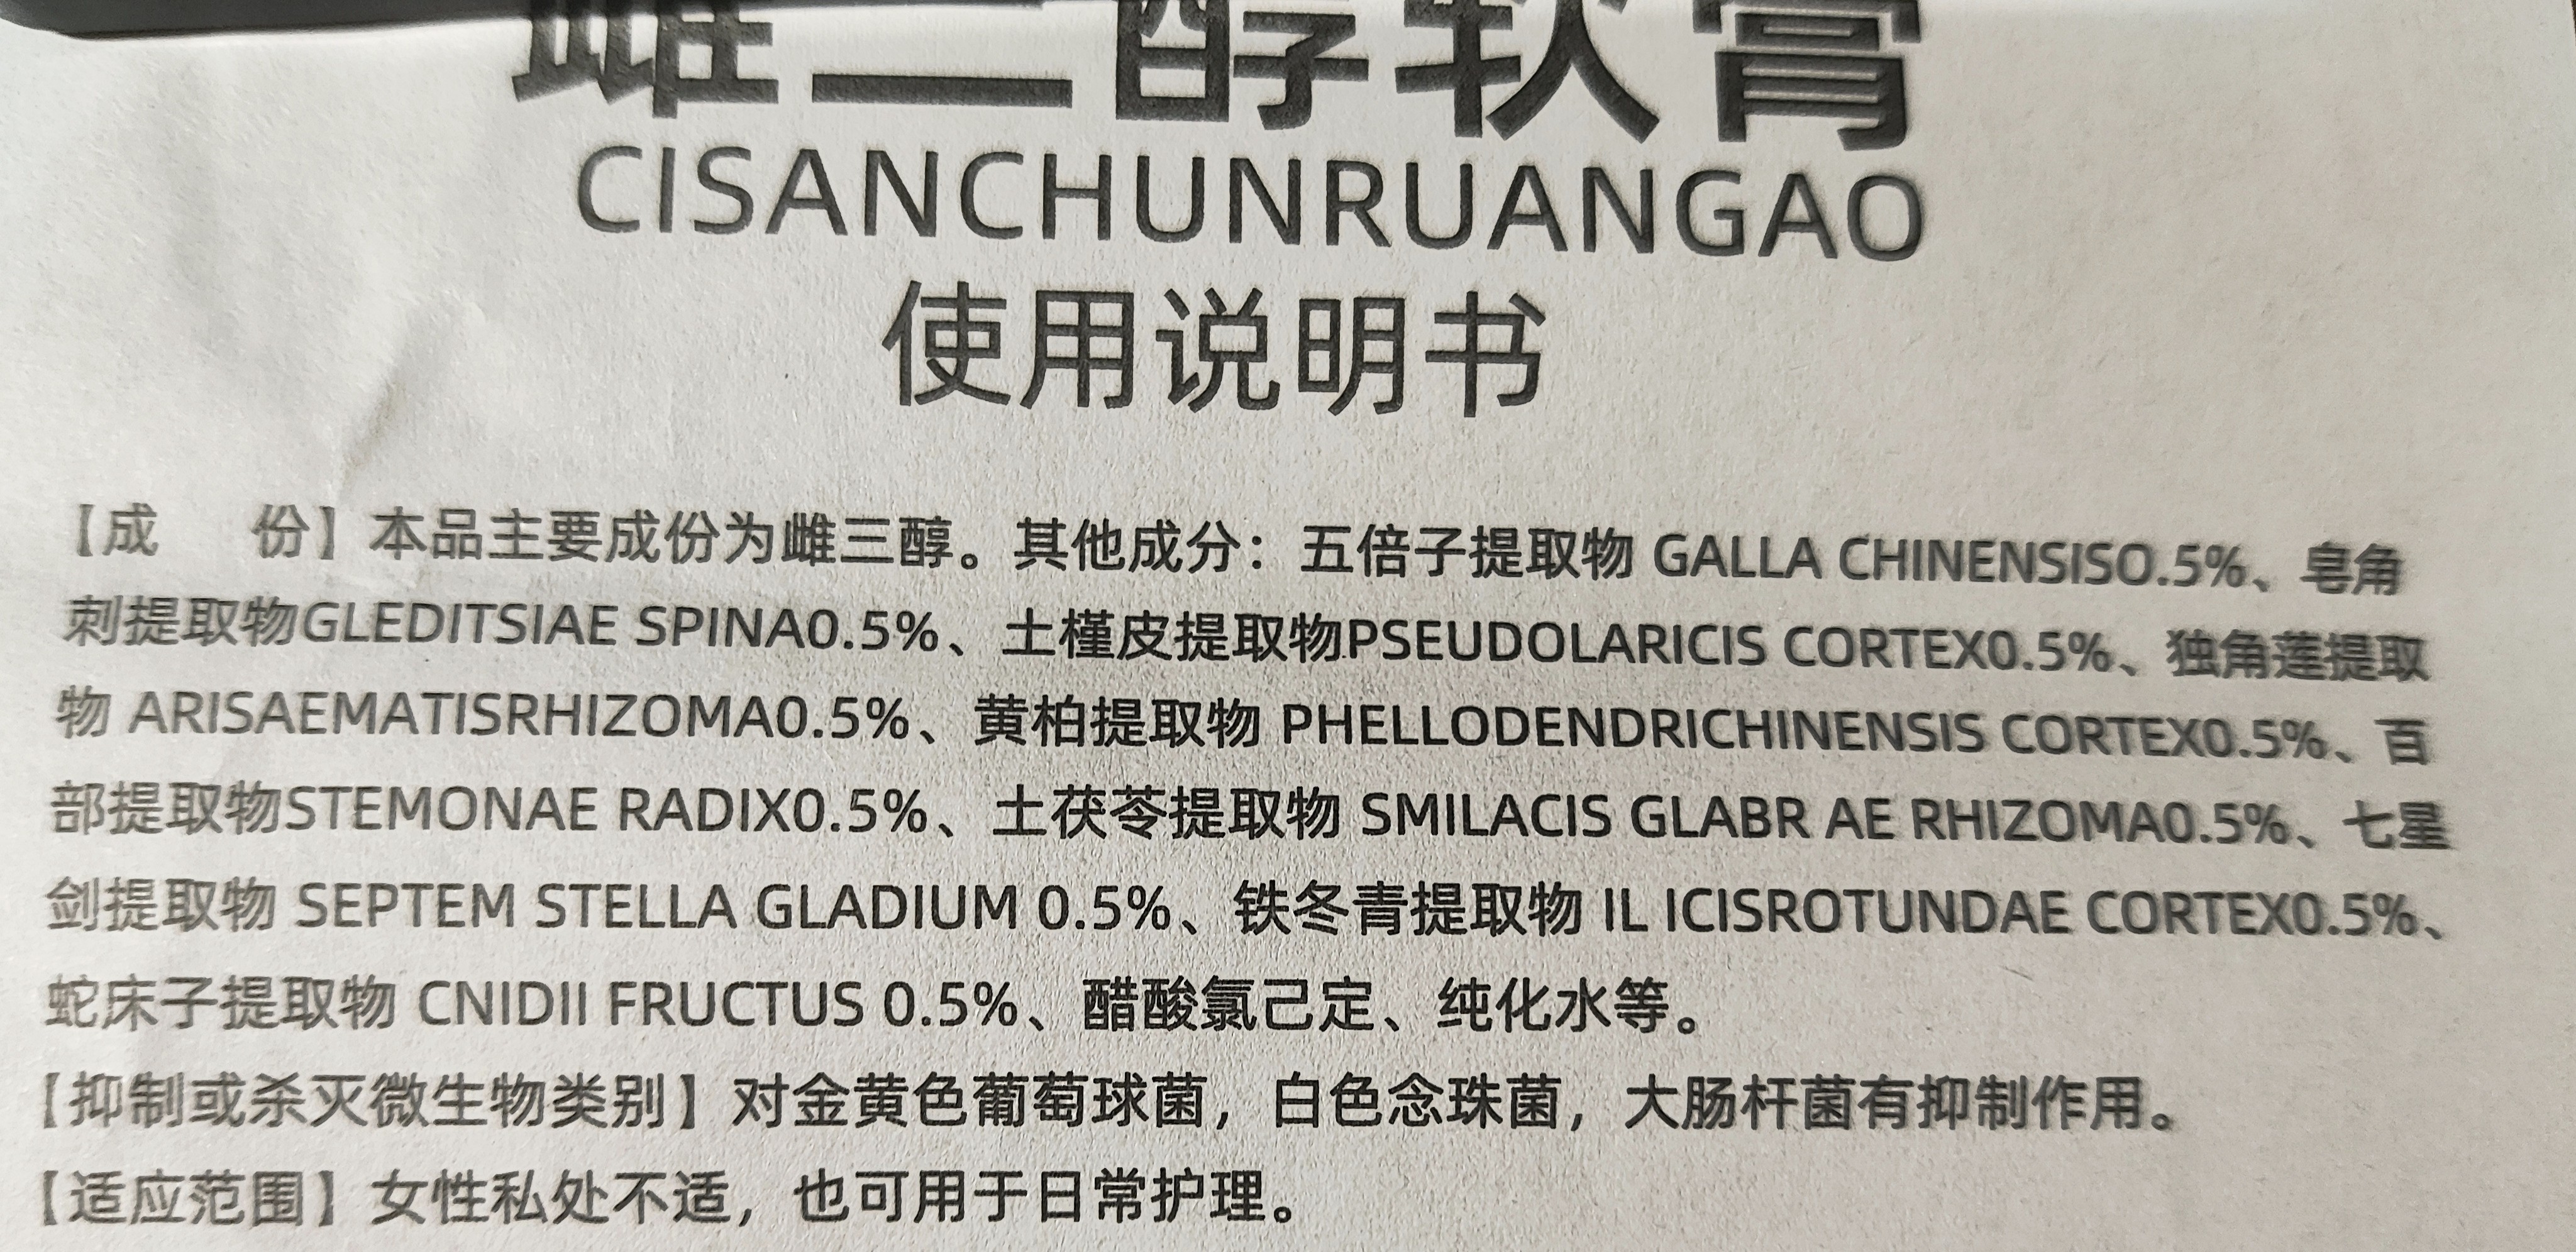 雌三醇软膏
CISANCHUNRUANGAO
使用说明书
【成 份】本品主要成份为雌三醇。其他成分：五倍子提取物 GALLA CHINENSISO.5%、皂角
刺提取物GLEDITSIAE SPINA0.5%、土槿皮提取物PSEUDOLARICIS CORTEX0.5%、独角莲提取
物 ARISAEMATISRHIZOMA0.5%、黄柏提取物 PHELLODENDRICHINENSIS CORTEX0.5%、百
部提取物STEMONAE RADIX0.5%、土茯苓提取物 SMILACIS GLABR AE RHIZOMA0.5%、七星
剑提取物 SEPTEM STELLA GLADIUM 0.5%、铁冬青提取物 IL ICISROTUNDAE CORTEX0.5%、
蛇床子提取物 CNIDII FRUCTUS 0.5%、醋酸氯己定、纯化水等。
【抑制或杀灭微生物类别】对金黄色葡萄球菌，白色念珠菌，大肠杆菌有抑制作用。
【适应范围】女性私处不适，也可用于日常护理。